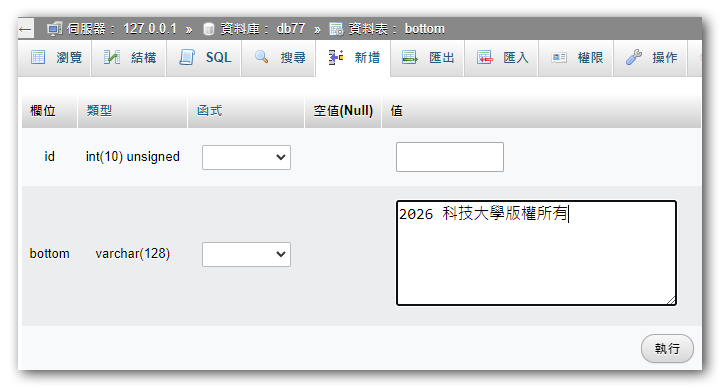 ← 伺服器： 127.0.0.1 » 資料庫： db77 » 資料表： bottom
瀏覽 結構 SQL 搜尋 新增 匯出 匯入 權限 操作
欄位 類型 函式 空值(Null) 值
id int(10) unsigned
bottom varchar(128) 2026 科技大學版權所有
執行